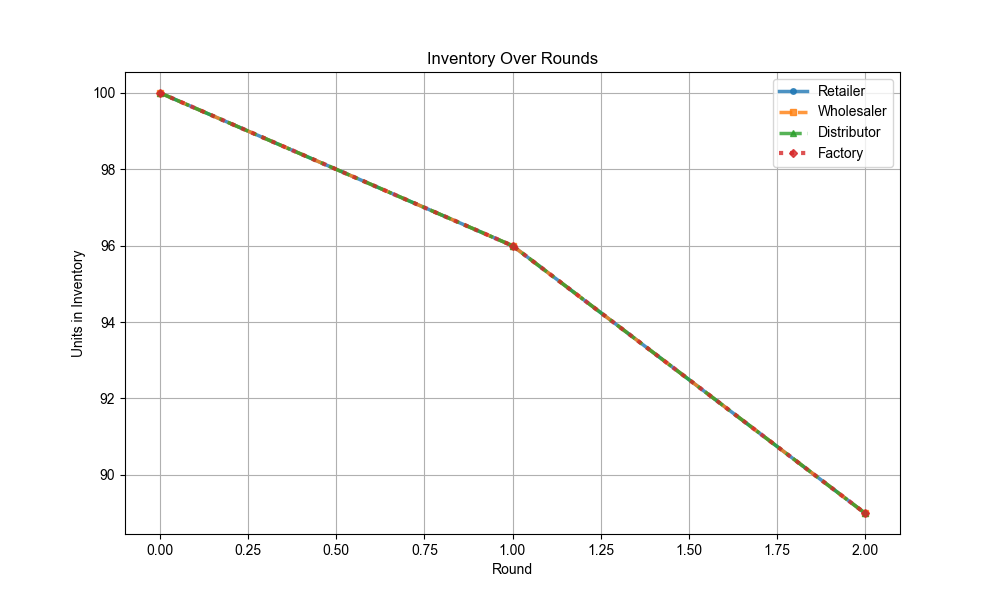 Inventory Over Rounds
Retailer
Wholesaler
Distributor
Factory
Units in Inventory
100
98
96
94
92
90
0.00 0.25 0.50 0.75 1.00 1.25 1.50 1.75 2.00
Round